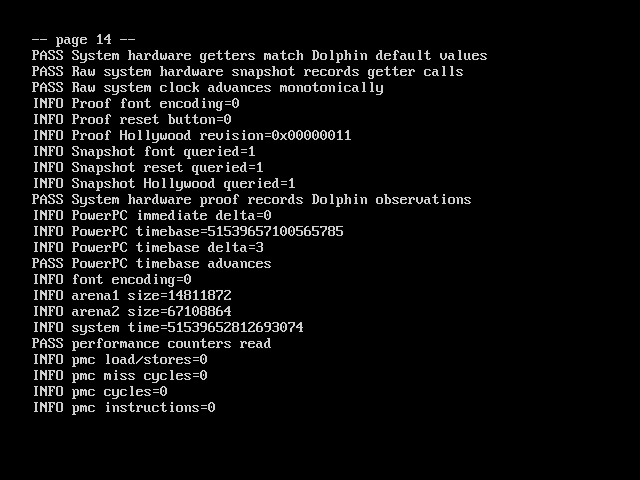 -- page 14 --
PASS System hardware getters match Dolphin default values
PASS Raw system hardware snapshot records getter calls
PASS Raw system clock advances monotonically
INFO Proof font encoding=0
INFO Proof reset button=0
INFO Proof Hollywood revision=0x00000011
INFO Snapshot font queried=1
INFO Snapshot reset queried=1
INFO Snapshot Hollywood queried=1
PASS System hardware proof records Dolphin observations
INFO PowerPC immediate delta=0
INFO PowerPC timebase=51539657100565785
INFO PowerPC timebase delta=3
PASS PowerPC timebase advances
INFO font encoding=0
INFO arena1 size=14811872
INFO arena2 size=67108864
INFO system time=51539652812693074
PASS performance counters read
INFO pmc load/stores=0
INFO pmc miss cycles=0
INFO pmc cycles=0
INFO pmc instructions=0